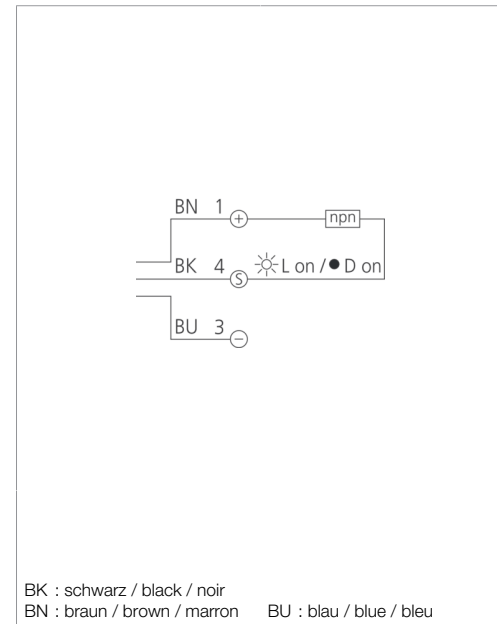 BN 1 + npn
BK 4 S L on / D on
BU 3 −
BK : schwarz / black / noir
BN : braun / brown / marron BU : blau / blue / bleu